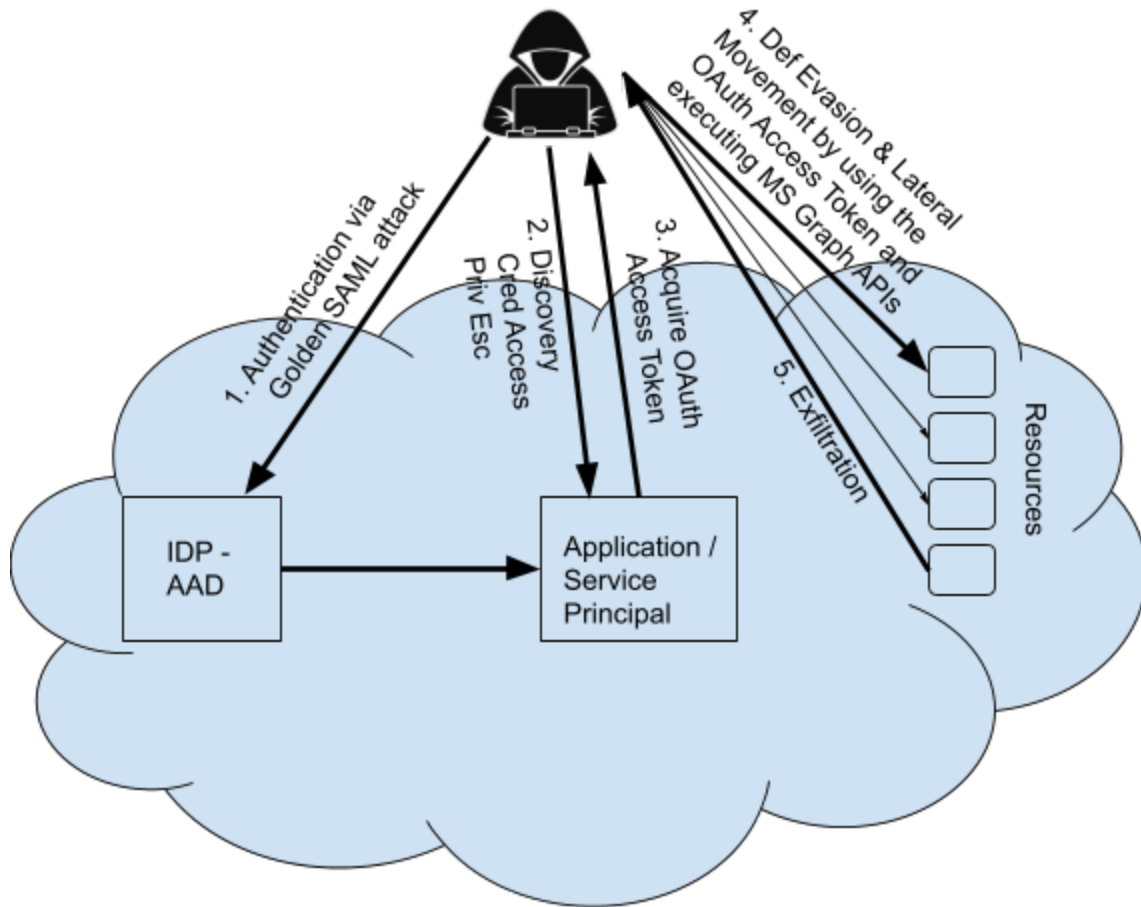 1. Authentication via
Golden SAML attack
2. Discovery
Cred Access
Priv Esc
3. Acquire OAuth
Access Token
4. Def Evasion & Lateral
Movement by using the
OAuth Access Token and
executing MS Graph APIs
5. Exfiltration
IDP -
AAD
Application /
Service
Principal
Resources